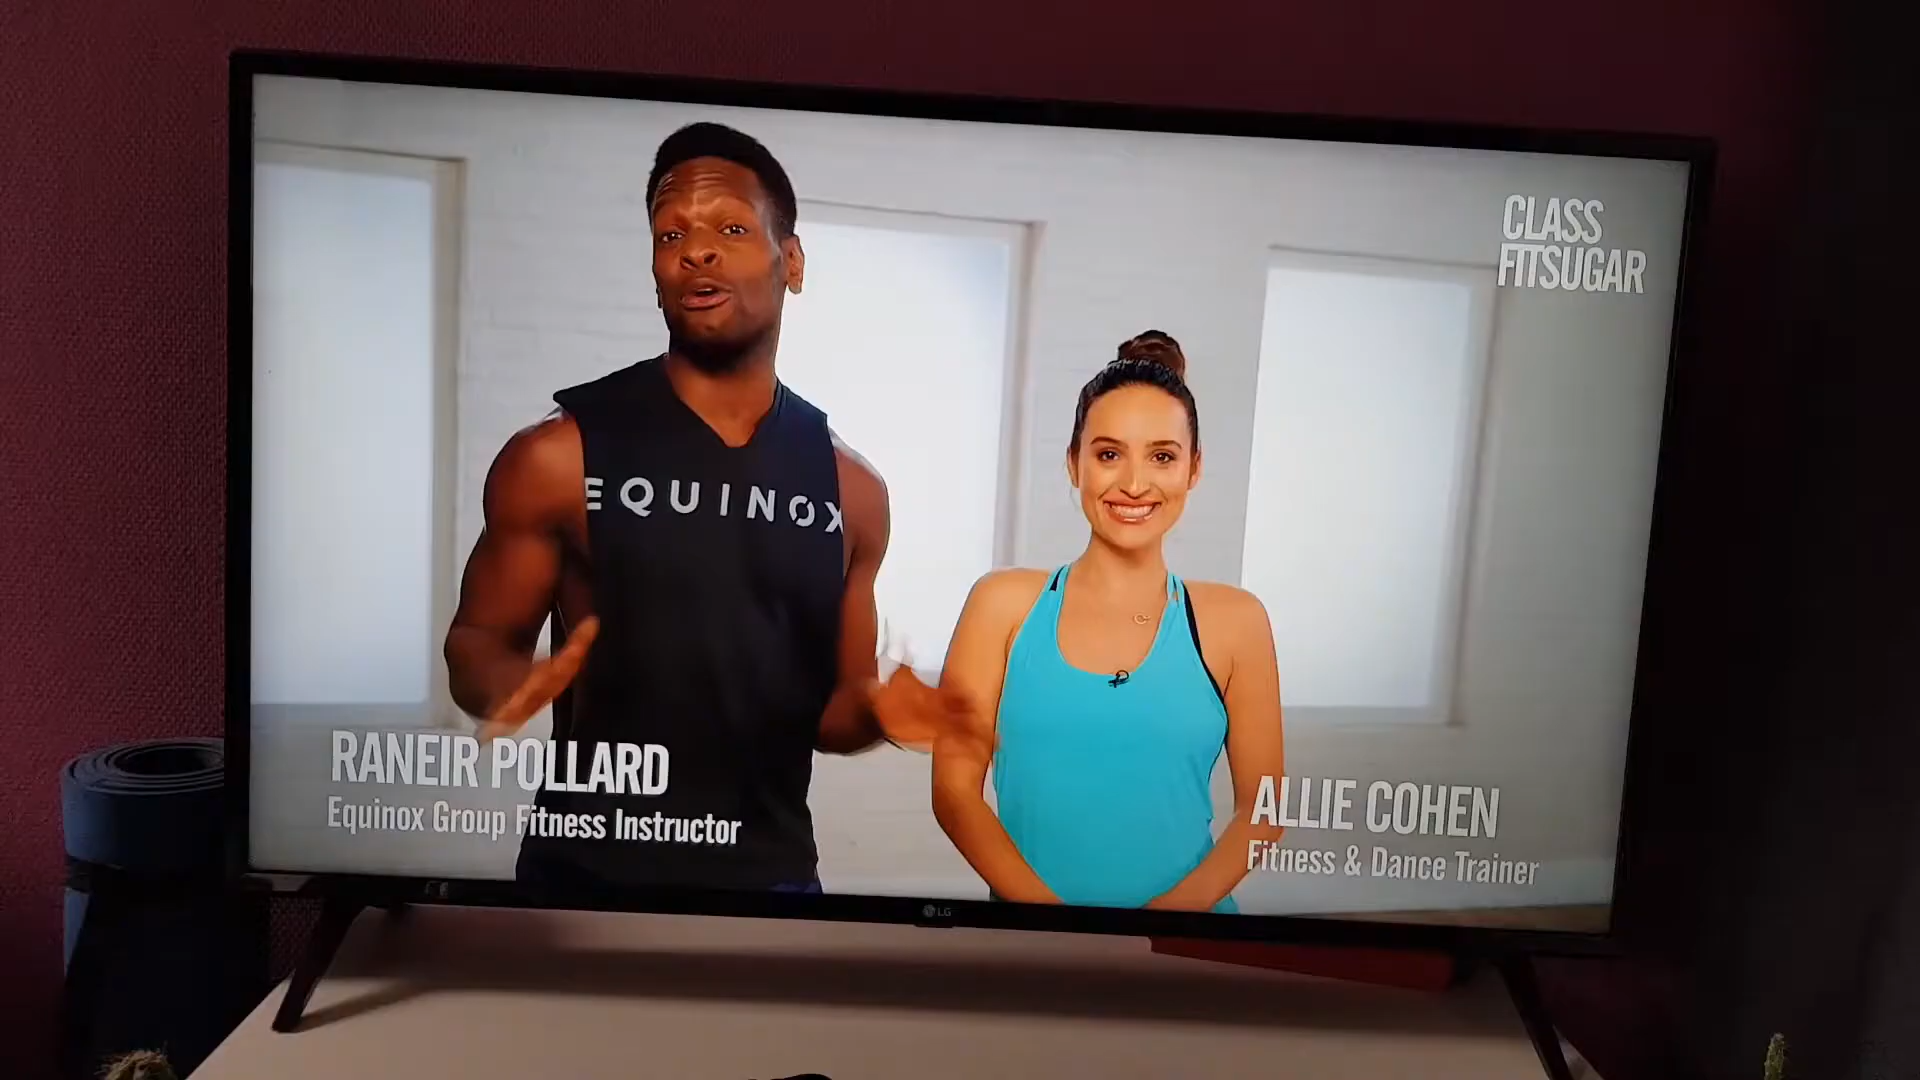 CLASS
FITSUGAR
EQUINOX
RANEIR POLLARD
Equinox Group Fitness Instructor
ALLIE COHEN
Fitness & Dance Trainer
LG